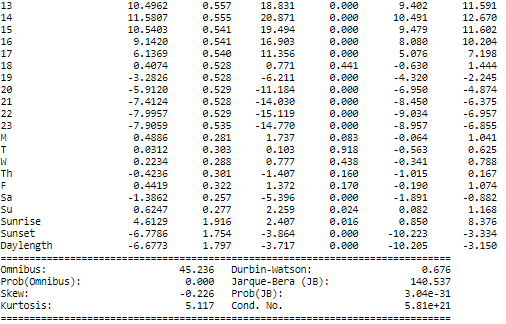 13 10.4962 0.557 18.831 0.000 9.402 11.591
14 11.5807 0.555 20.871 0.000 10.491 12.670
15 10.5403 0.541 19.494 0.000 9.479 11.602
16 9.1420 0.541 16.903 0.000 8.080 10.204
17 6.1369 0.540 11.356 0.000 5.076 7.198
18 0.4074 0.528 0.771 0.441 -0.630 1.444
19 -3.2826 0.528 -6.211 0.000 -4.320 -2.245
20 -5.9120 0.529 -11.184 0.000 -6.950 -4.874
21 -7.4124 0.528 -14.030 0.000 -8.450 -6.375
22 -7.9957 0.529 -15.119 0.000 -9.034 -6.957
23 -7.9059 0.535 -14.770 0.000 -8.957 -6.855
M 0.4886 0.281 1.737 0.083 -0.064 1.041
T 0.0312 0.303 0.103 0.918 -0.563 0.625
W 0.2234 0.288 0.777 0.438 -0.341 0.788
Th -0.4236 0.301 -1.407 0.160 -1.015 0.167
F 0.4419 0.322 1.372 0.170 -0.190 1.074
Sa -1.3862 0.257 -5.396 0.000 -1.891 -0.882
Su 0.6247 0.277 2.259 0.024 0.082 1.168
Sunrise 4.6129 1.916 2.407 0.016 0.850 8.376
Sunset -6.7786 1.754 -3.864 0.000 -10.223 -3.334
Daylength -6.6773 1.797 -3.717 0.000 -10.205 -3.150
Omnibus: 45.236 Durbin-Watson: 0.676
Prob(Omnibus): 0.000 Jarque-Bera (JB): 140.537
Skew: -0.226 Prob(JB): 3.04e-31
Kurtosis: 5.117 Cond. No. 5.81e+21